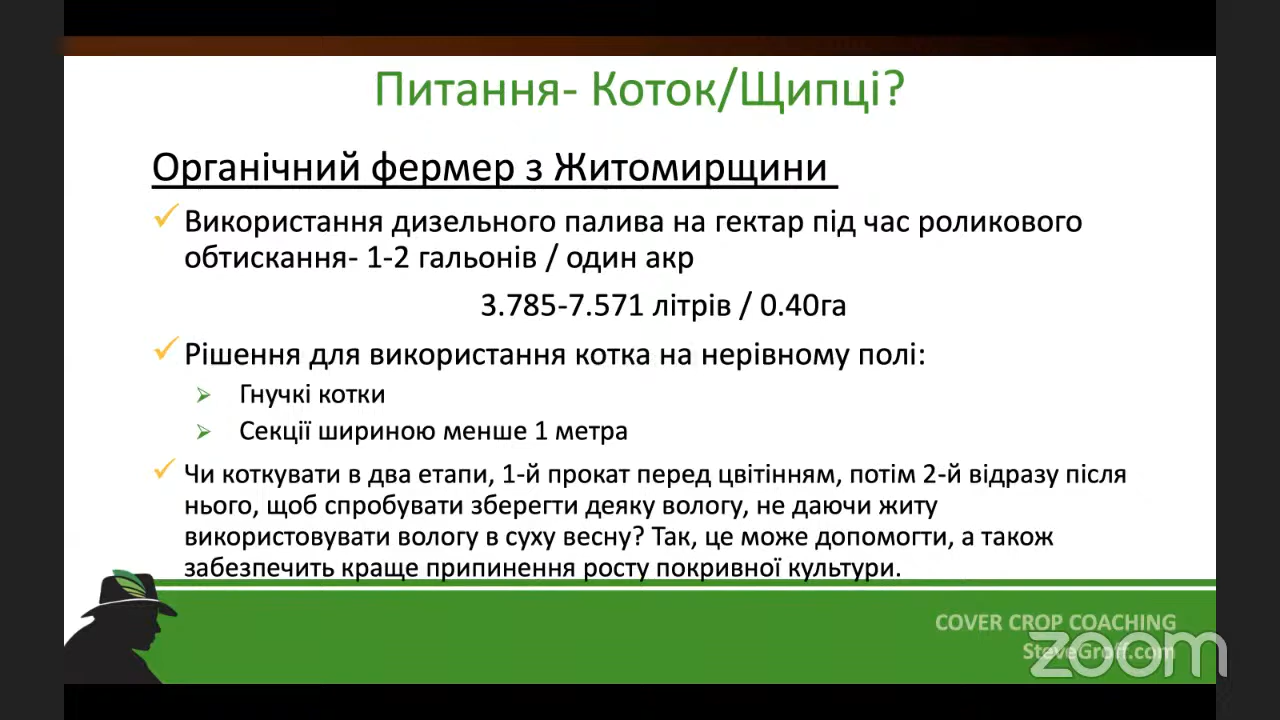 Питання- Коток/Щипці?
Органічний фермер з Житомирщини
Використання дизельного палива на гектар під час роликового
обтискання- 1-2 гальонів / один акр
3.785-7.571 літрів / 0.40га
Рішення для використання котка на нерівному полі:
Гнучкі котки
Секції шириною менше 1 метра
Чи коткувати в два етапи, 1-й прокат перед цвітінням, потім 2-й відразу після
нього, щоб спробувати зберегти деяку вологу, не даючи житу
використовувати вологу в суху весну? Так, це може допомогти, а також
забезпечить краще припинення росту покривної культури.
COVER CROP COACHING
SteveGroff.com
zoom